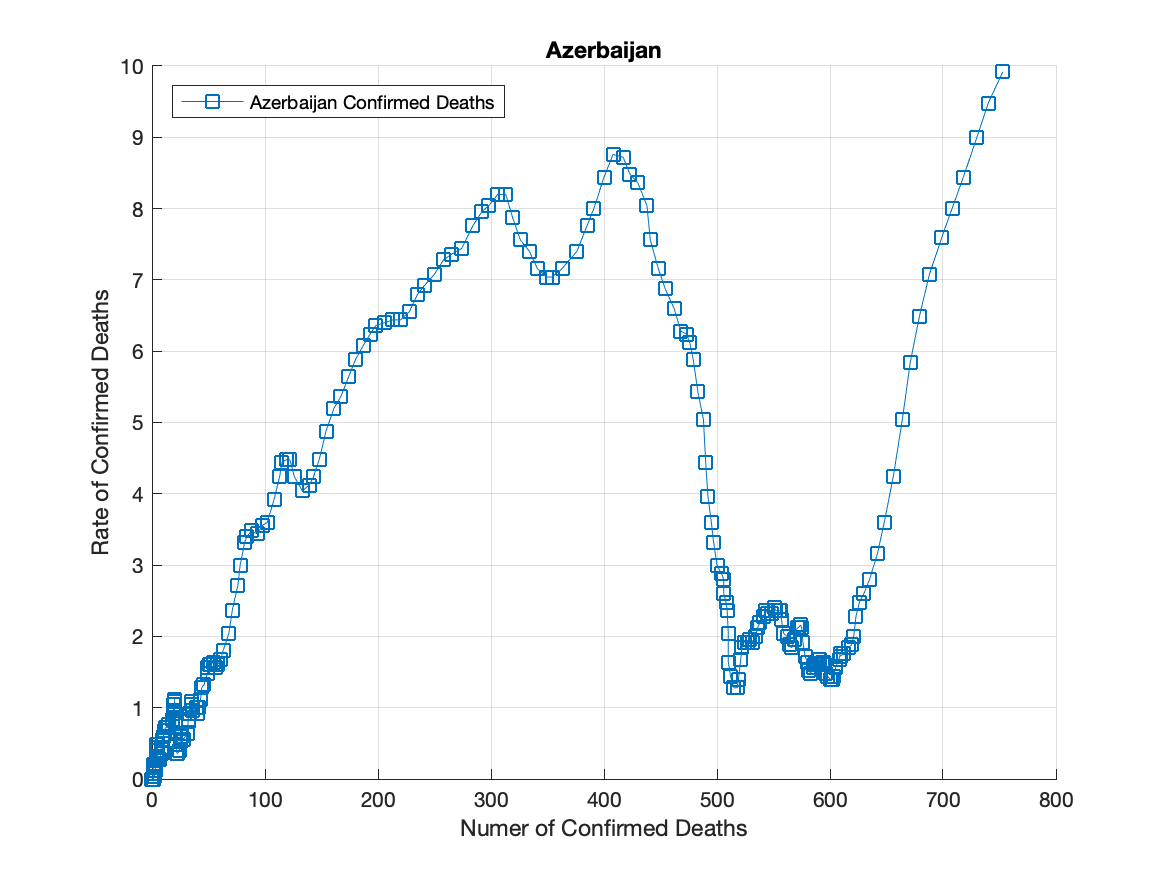 Azerbaijan
Azerbaijan Confirmed Deaths
10
9
8
7
6
5
4
3
2
1
0
Rate of Confirmed Deaths
0 100 200 300 400 500 600 700 800
Numer of Confirmed Deaths